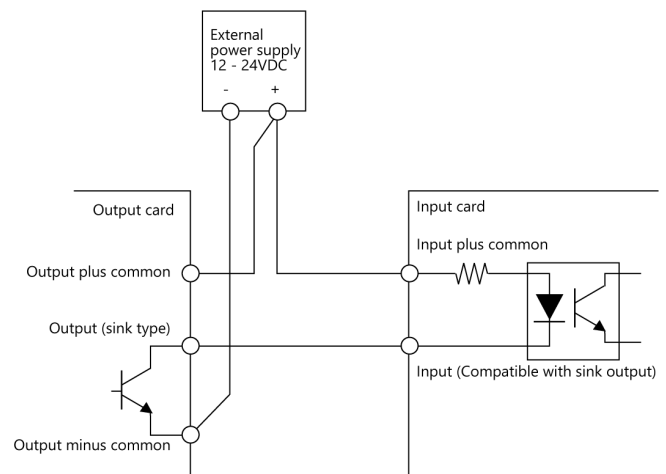 External
power supply
12 - 24VDC
- +
Output card
Input card
Input plus common
Output plus common
Output (sink type)
Input (Compatible with sink output)
Output minus common